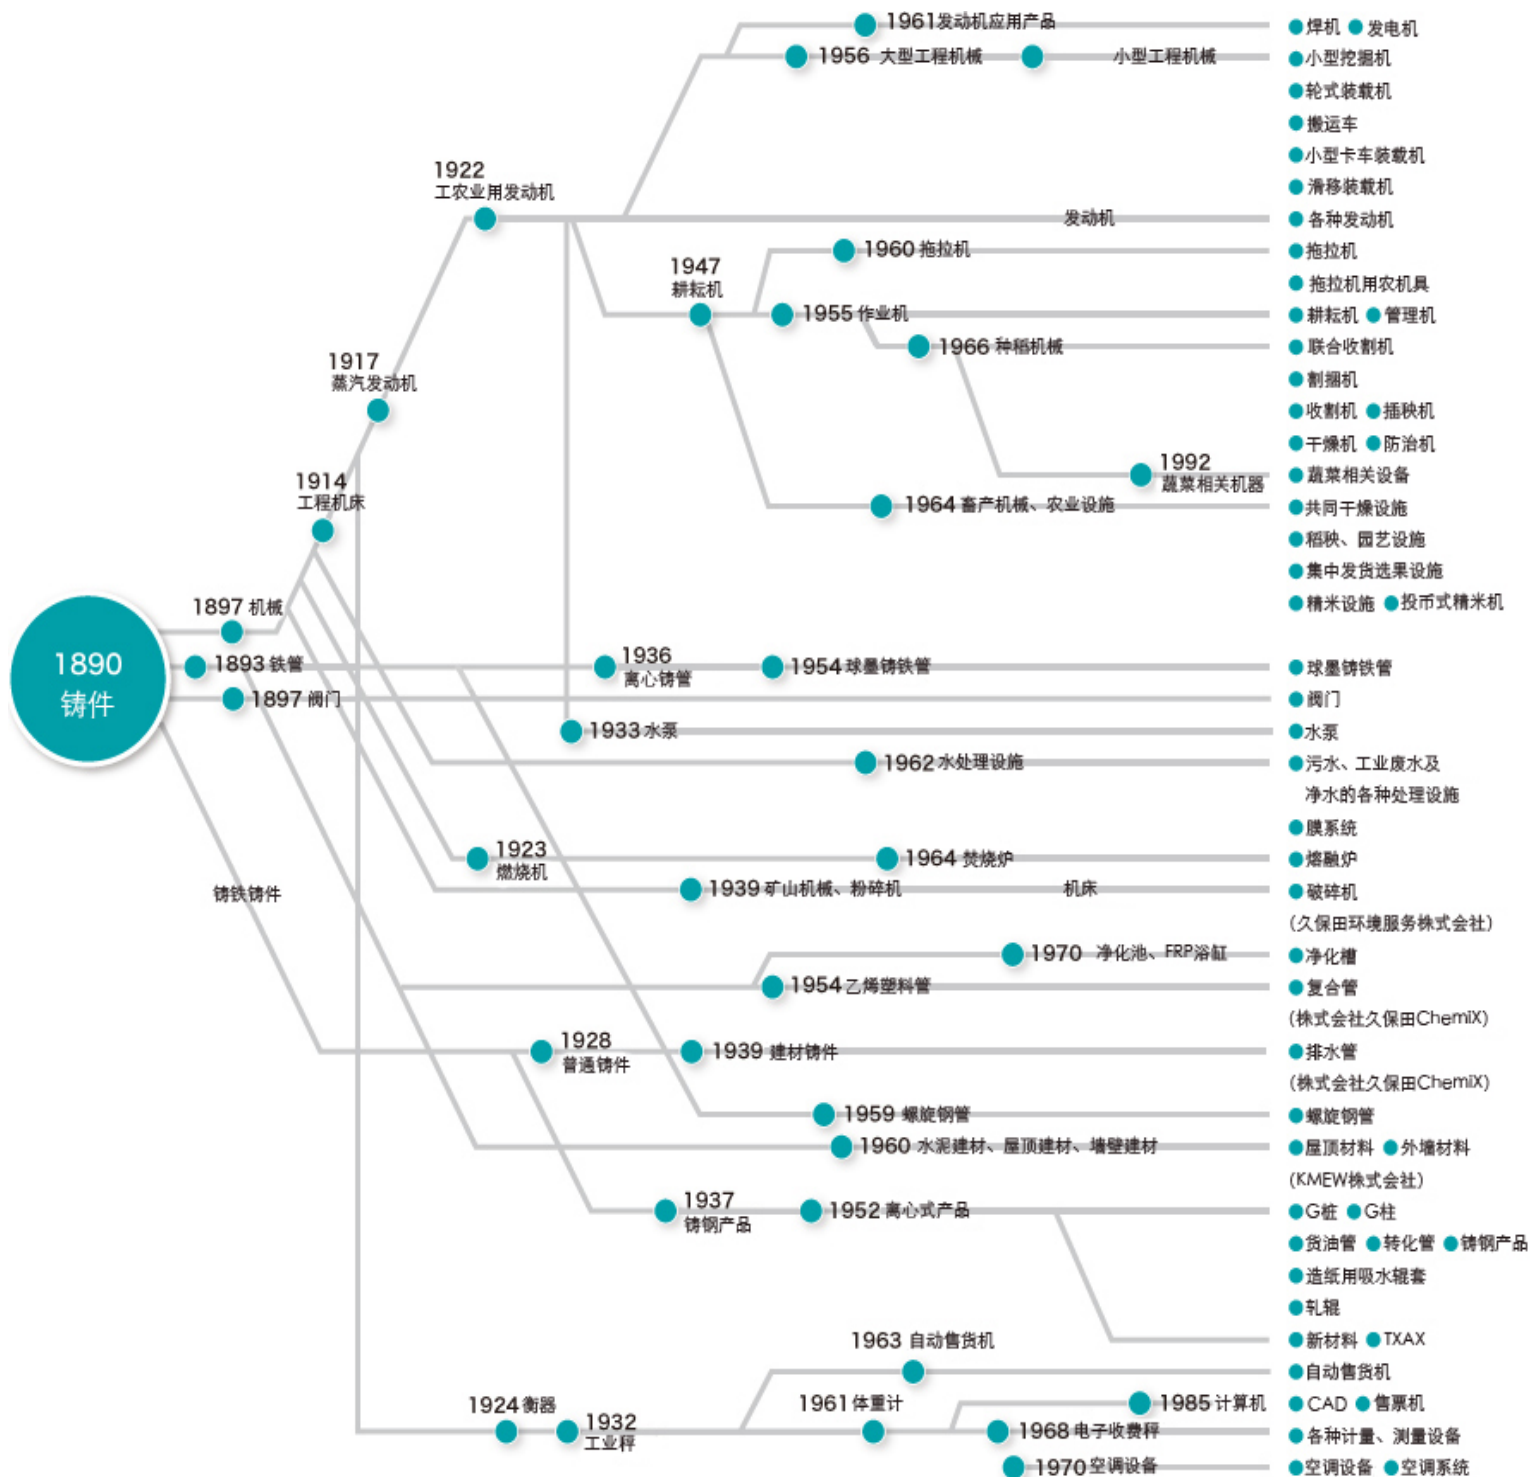 1961发动机应用产品
焊机 发电机
1956 大型工程机械 小型工程机械
小型挖掘机
轮式装载机
搬运车
小型卡车装载机
滑移装载机
1922
工农业用发动机
发动机
各种发动机
1960 拖拉机
拖拉机
拖拉机用农机具
1947
耕耘机
1955 作业机
耕耘机 管理机
1966 种稻机械
联合收割机
割捆机
收割机 插秧机
干燥机 防治机
1992
蔬菜相关机器
蔬菜相关设备
1964 畜产机械、农业设施
共同干燥设施
稻秧、园艺设施
集中发货选果设施
精米设施 投币式精米机
1917
蒸汽发动机
1914
工程机床
1897 机械
1890
铸件
1893 铁管
1936
离心铸管
1954 球墨铸铁管
球墨铸铁管
1897 阀门
阀门
1933 水泵
水泵
1962 水处理设施
污水、工业废水及
净水的各种处理设施
膜系统
1923
燃烧机
1964 焚烧炉
熔融炉
1939 矿山机械、粉碎机 机床
破碎机
(久保田环境服务株式会社)
铸铁铸件
1970 净化池、FRP浴缸
净化槽
1954 乙烯塑料管
复合管
(株式会社久保田ChemiX)
1928
普通铸件
1939 建材铸件
排水管
(株式会社久保田ChemiX)
1959 螺旋钢管
螺旋钢管
1960 水泥建材、屋顶建材、墙壁建材
屋顶材料 外墙材料
(KMEW株式会社)
1937
铸钢产品
1952 离心式产品
G桩 G柱
货油管 转化管 铸钢产品
造纸用吸水辊套
轧辊
新材料 TXAX
1963 自动售货机
自动售货机
1924 衡器
1932
工业秤
1961 体重计
1985 计算机
CAD 售票机
1968 电子收费秤
各种计量、测量设备
1970 空调设备
空调设备 空调系统